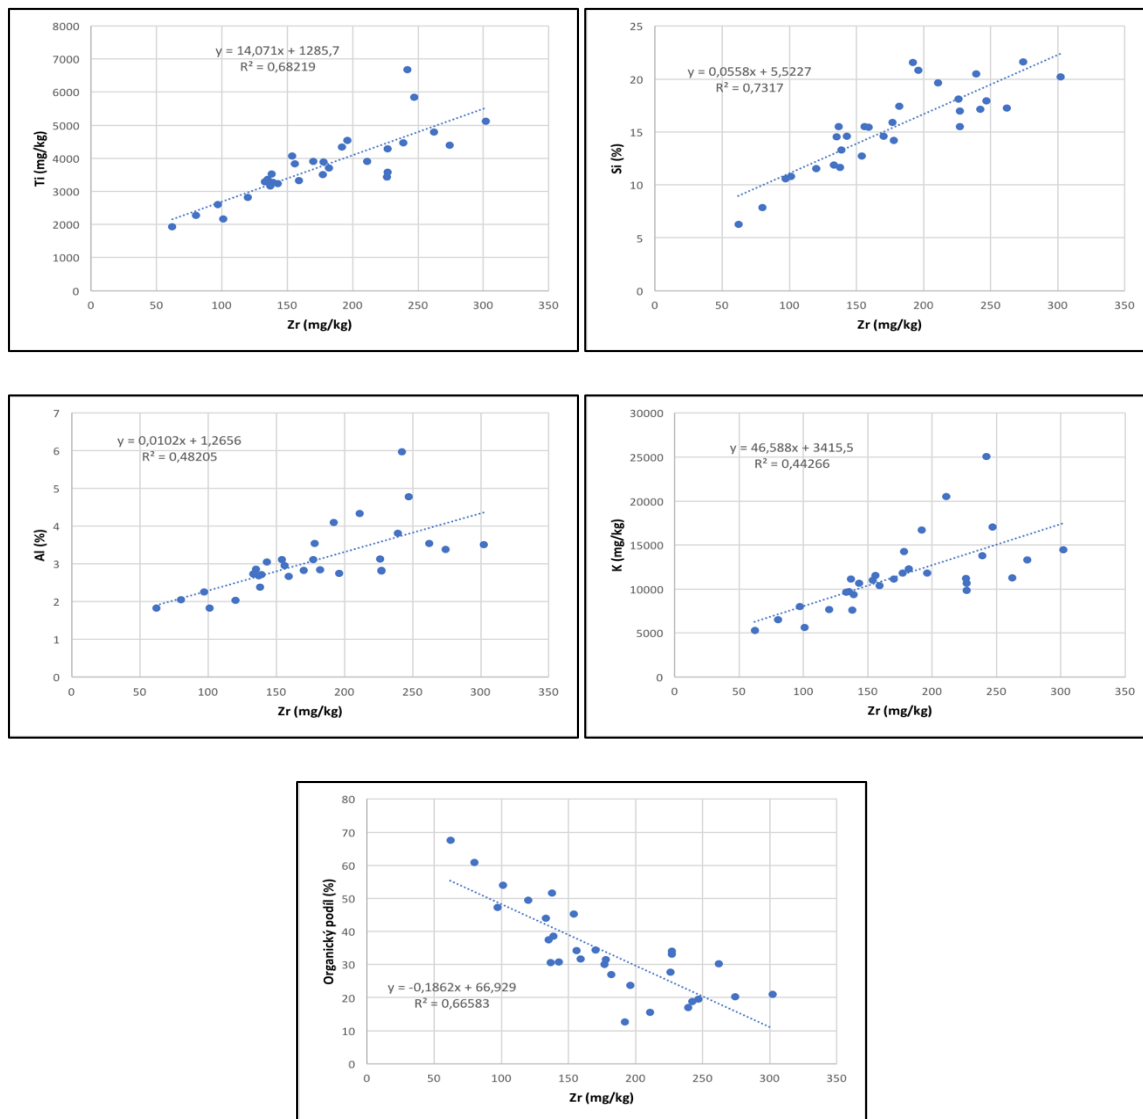 8000
7000
6000
5000
4000
3000
2000
1000
0
Ti (mg/kg)
y = 14,071x + 1285,7
R² = 0,68219
0 50 100 150 200 250 300 350
Zr (mg/kg)
25
20
15
10
5
0
Si (%)
y = 0,0558x + 5,5227
R² = 0,7317
0 50 100 150 200 250 300 350
Zr (mg/kg)
7
6
5
4
3
2
1
0
Al (%)
y = 0,0102x + 1,2656
R² = 0,48205
0 50 100 150 200 250 300 350
Zr (mg/kg)
30000
25000
20000
15000
10000
5000
0
K (mg/kg)
y = 46,588x + 3415,5
R² = 0,44266
0 50 100 150 200 250 300 350
Zr (mg/kg)
80
70
60
50
40
30
20
10
0
Organický podíl (%)
y = -0,1862x + 66,929
R² = 0,66583
0 50 100 150 200 250 300 350
Zr (mg/kg)